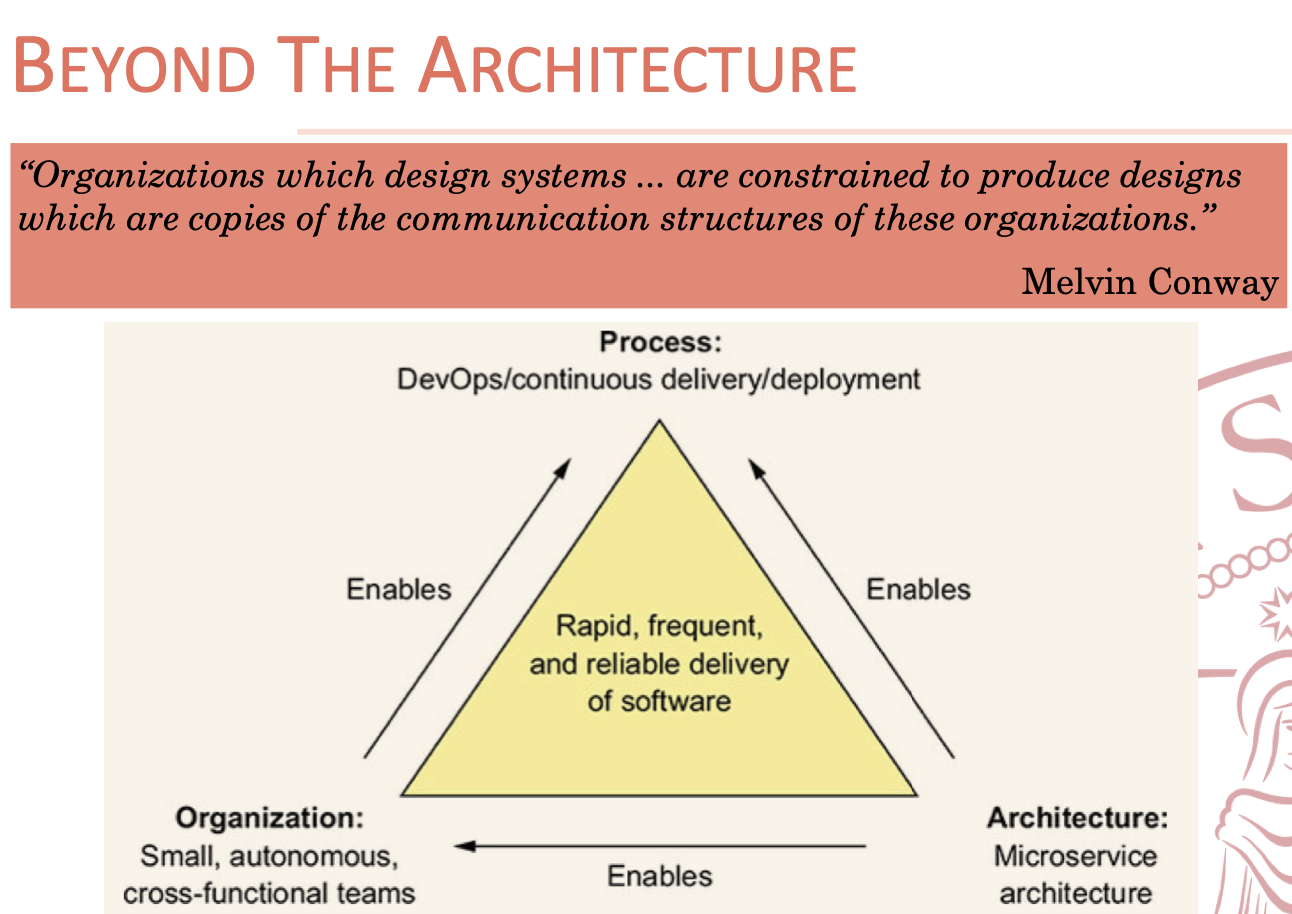 BEYOND THE ARCHITECTURE
“Organizations which design systems ... are constrained to produce designs
which are copies of the communication structures of these organizations.”
Melvin Conway
Process:
DevOps/continuous delivery/deployment
Enables
Enables
Rapid, frequent,
and reliable delivery
of software
Organization:
Small, autonomous,
cross-functional teams
Enables
Architecture:
Microservice
architecture
S